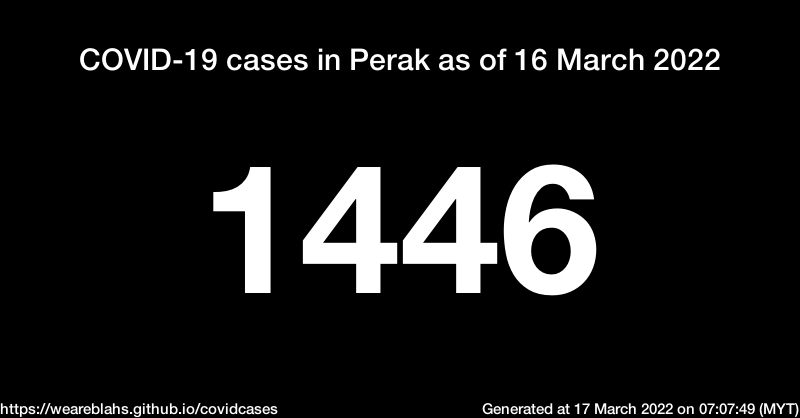 COVID-19 cases in Perak as of 16 March 2022
1446
https://weareblahs.github.io/covidcases
Generated at 17 March 2022 on 07:07:49 (MYT)